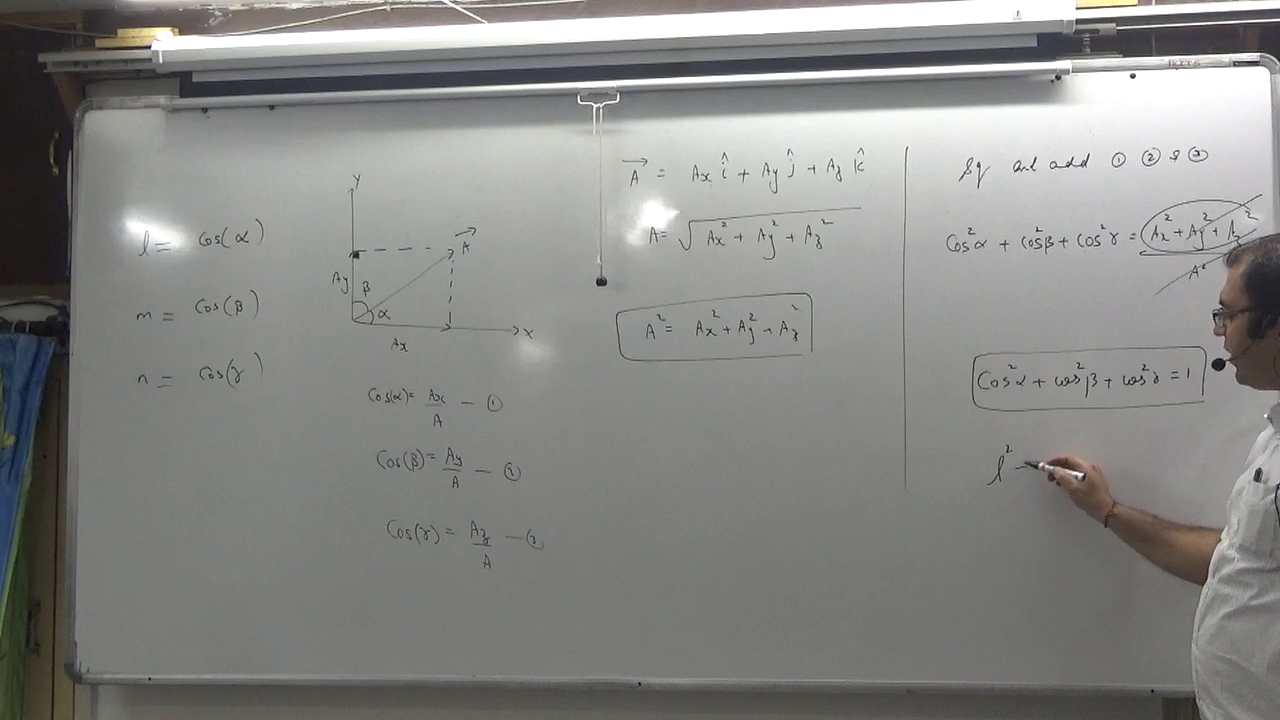 l = cos(α)
m = cos(β)
n = cos(γ)
y
A⃗
Ay β
α
x
Ax
cos(α) = Ax/A — ①
cos(β) = Ay/A — ②
cos(γ) = Az/A — ③
A⃗ = Ax î + Ay ĵ + Az k̂
A = √(Ax² + Ay² + Az²)
A² = Ax² + Ay² + Az²
Sq and add ① ② & ③
cos²α + cos²β + cos²γ = Ax² + Ay² + Az² / A²
cos²α + cos²β + cos²γ = 1
l²